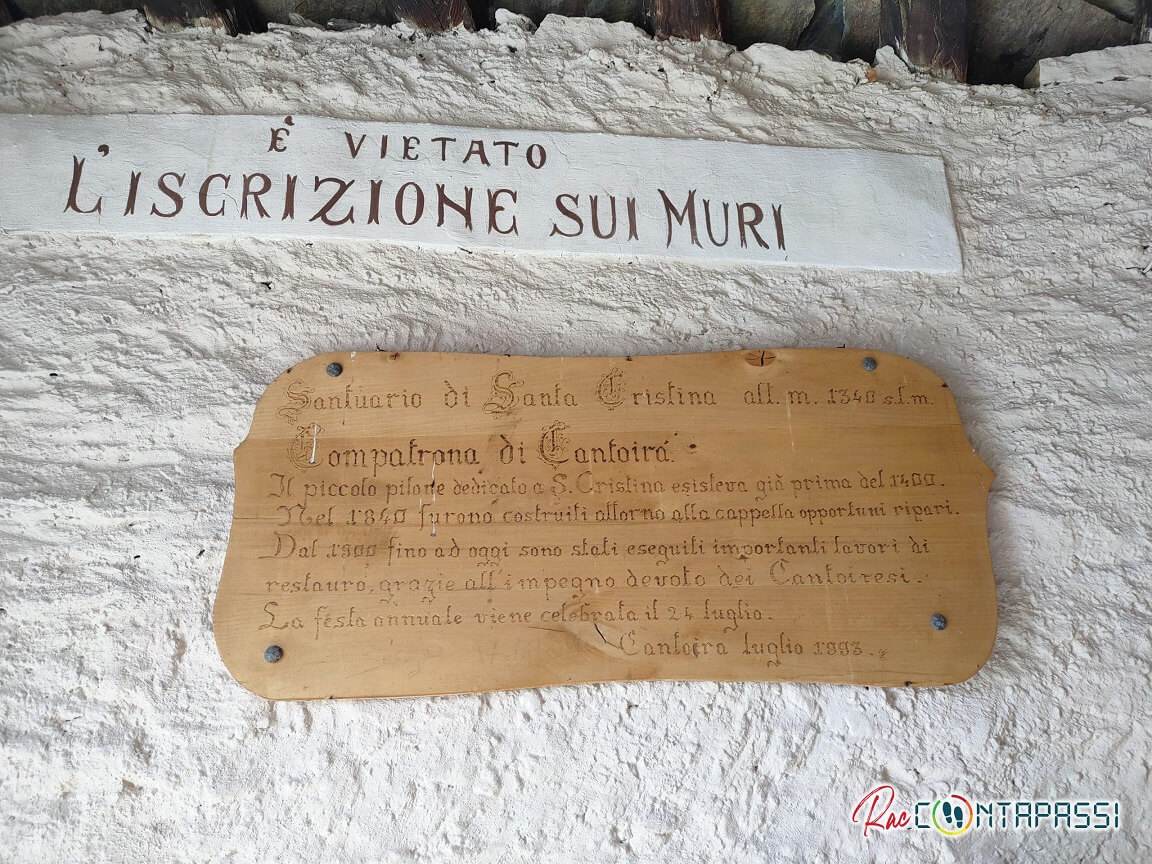 È VIETATO
L'ISCRIZIONE SUI MURI
Santuario di Santa Cristina alt. m. 1340 s.l.m.
Compatrona di Cantoira.
Il piccolo pilone dedicato a S. Cristina esisteva già prima del 1400.
Nel 1840 furono costruiti attorno alla cappella opportuni ripari.
Dal 1900 fino ad oggi sono stati eseguiti importanti lavori di
restauro, grazie all'impegno devoto dei Cantoiresi.
La festa annuale viene celebrata il 24 luglio.
Cantoira luglio
RacCONTAPASSI